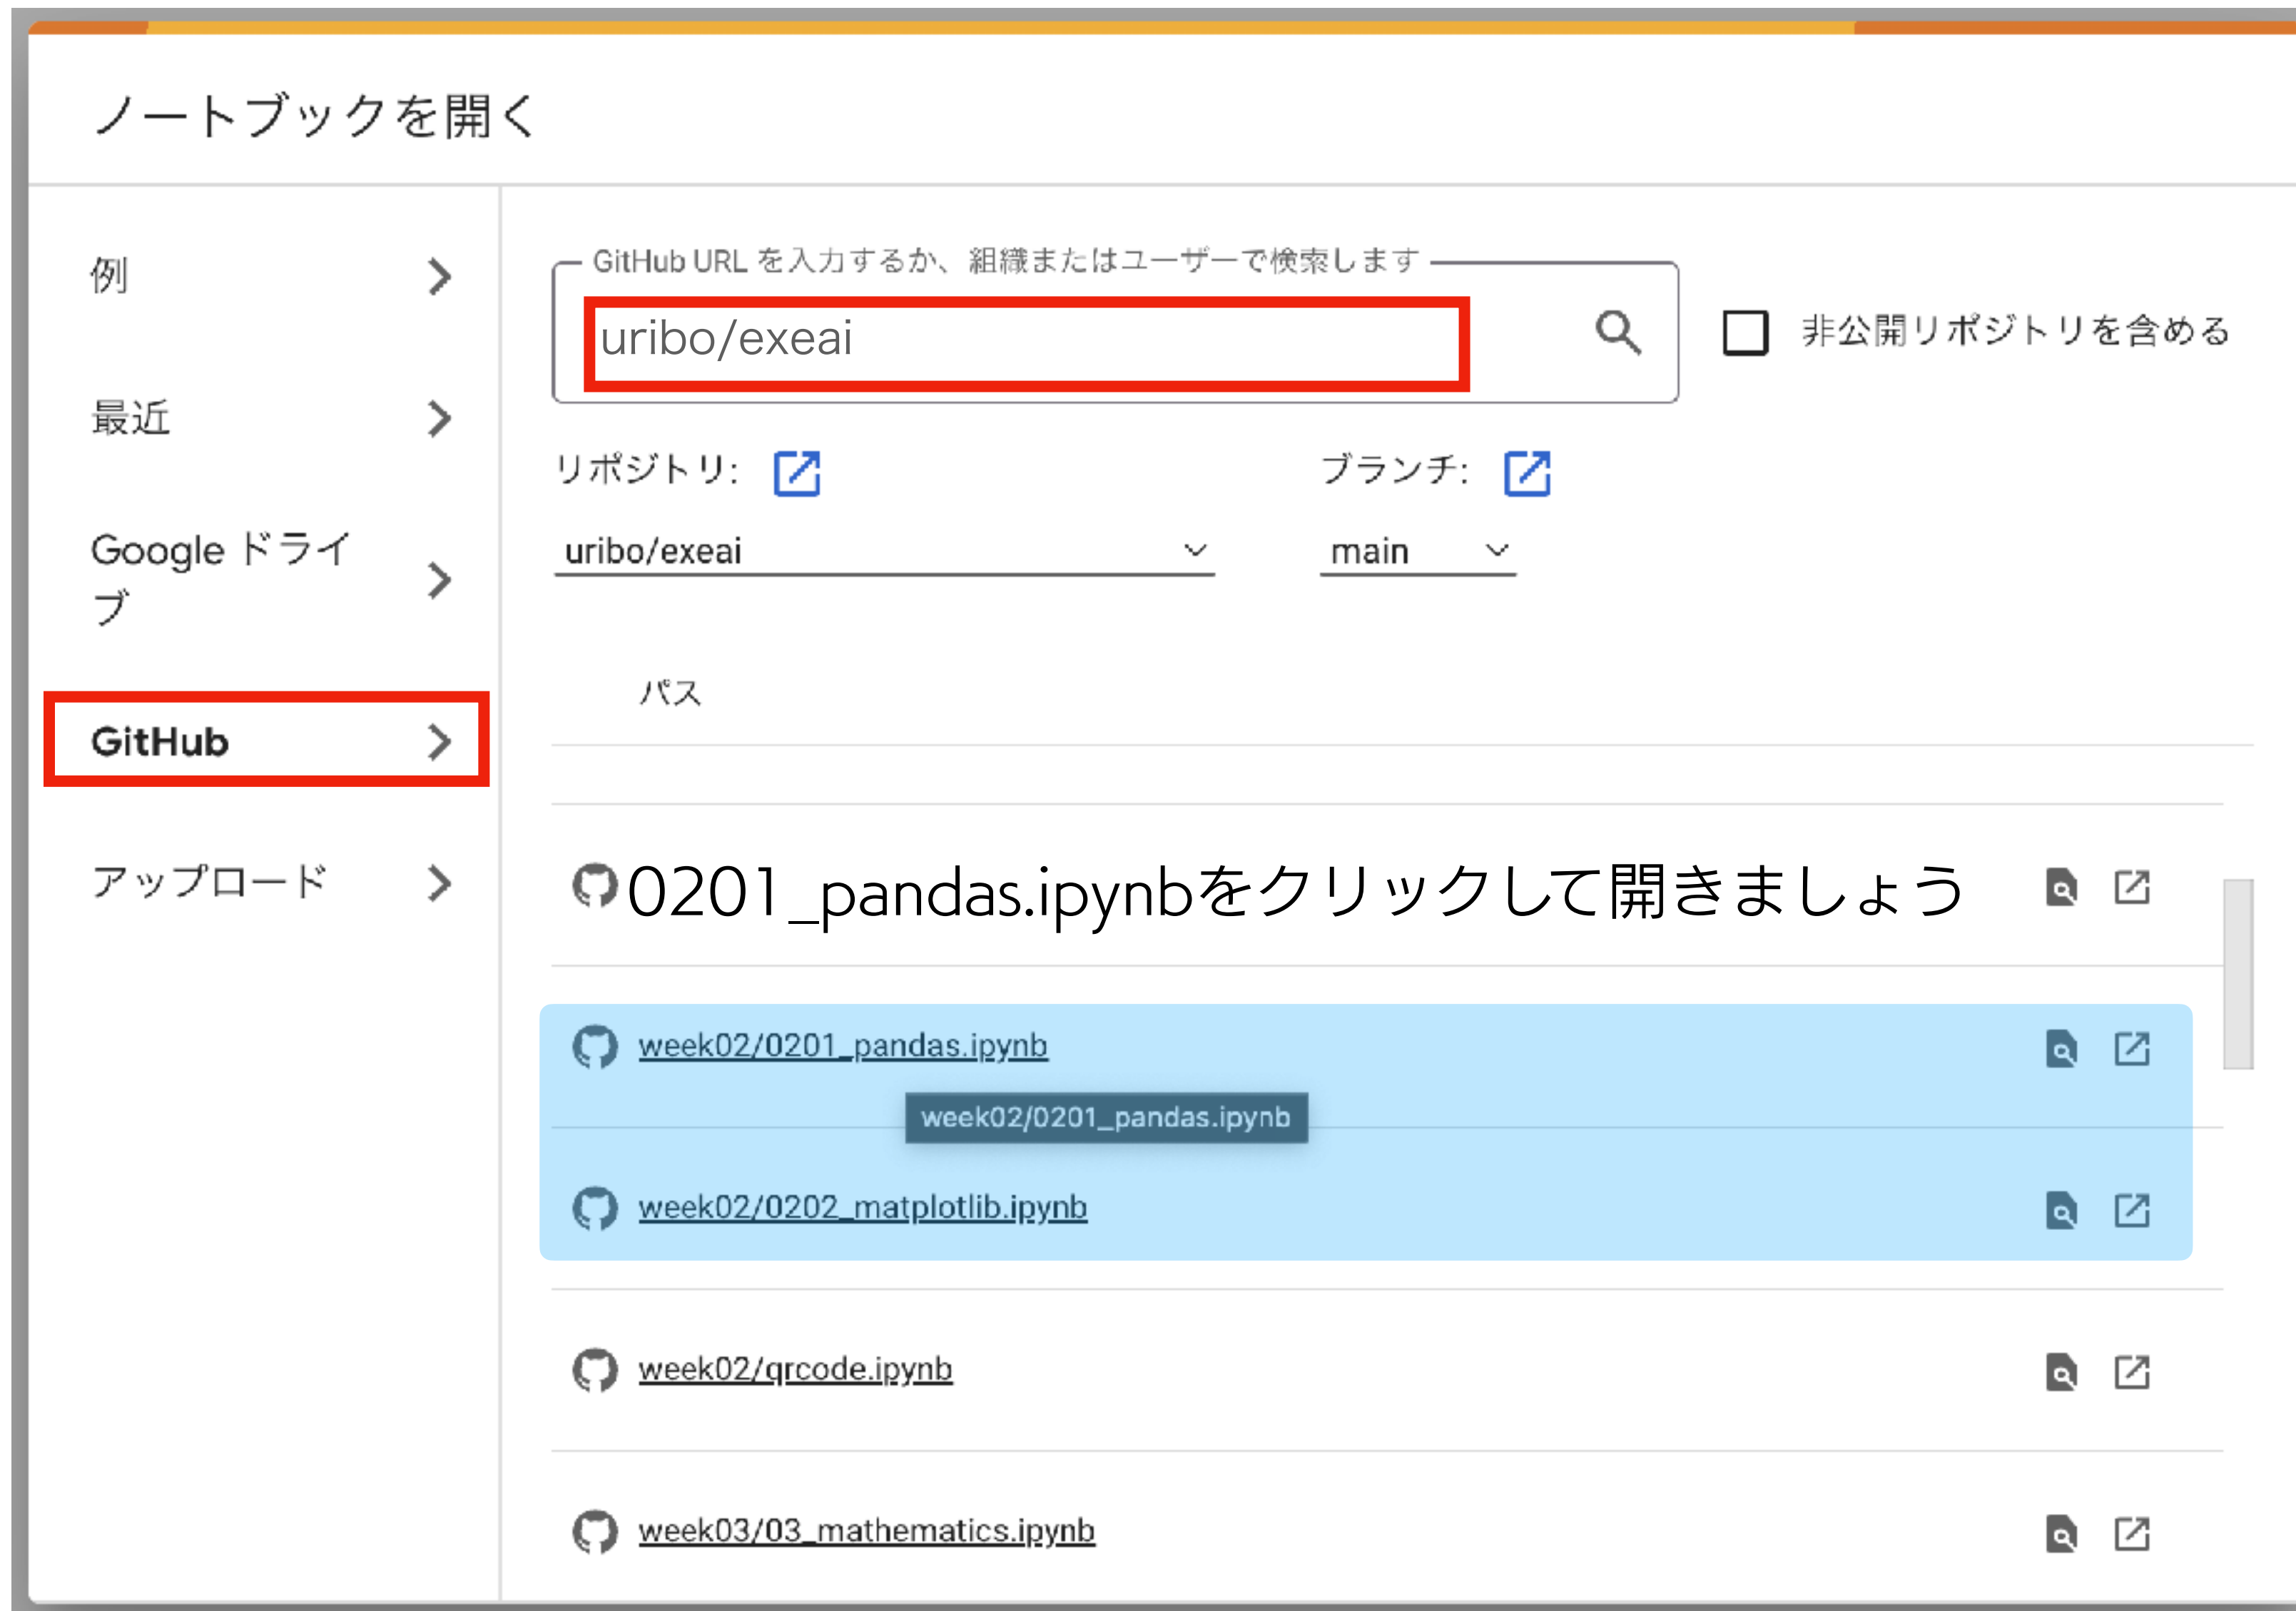 ノートブックを開く
例
最近
Google ドライ
ブ
GitHub
アップロード
GitHub URL を入力するか、組織またはユーザーで検索します
uribo/exeai
非公開リポジトリを含める
リポジトリ:
ブランチ:
uribo/exeai
main
パス
0201_pandas.ipynbをクリックして開きましょう
week02/0201_pandas.ipynb
week02/0201_pandas.ipynb
week02/0202_matplotlib.ipynb
week02/qrcode.ipynb
week03/03_mathematics.ipynb